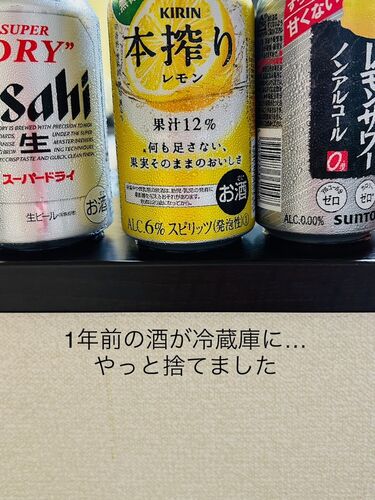 SUPER
DRY”
Asahi
生
スーパードライ
生ビール
お酒
KIRIN
本搾り
レモン
果汁12%
何も足さない、
果実そのままのおいしさ
お酒
ALC.6% スピリッツ(発泡性)①
甘くない
レモンサワー
ノンアルコール
ALC.0.00%
ゼロ
ゼロ
SUNTO
1年前の酒が冷蔵庫に…
やっと捨てました